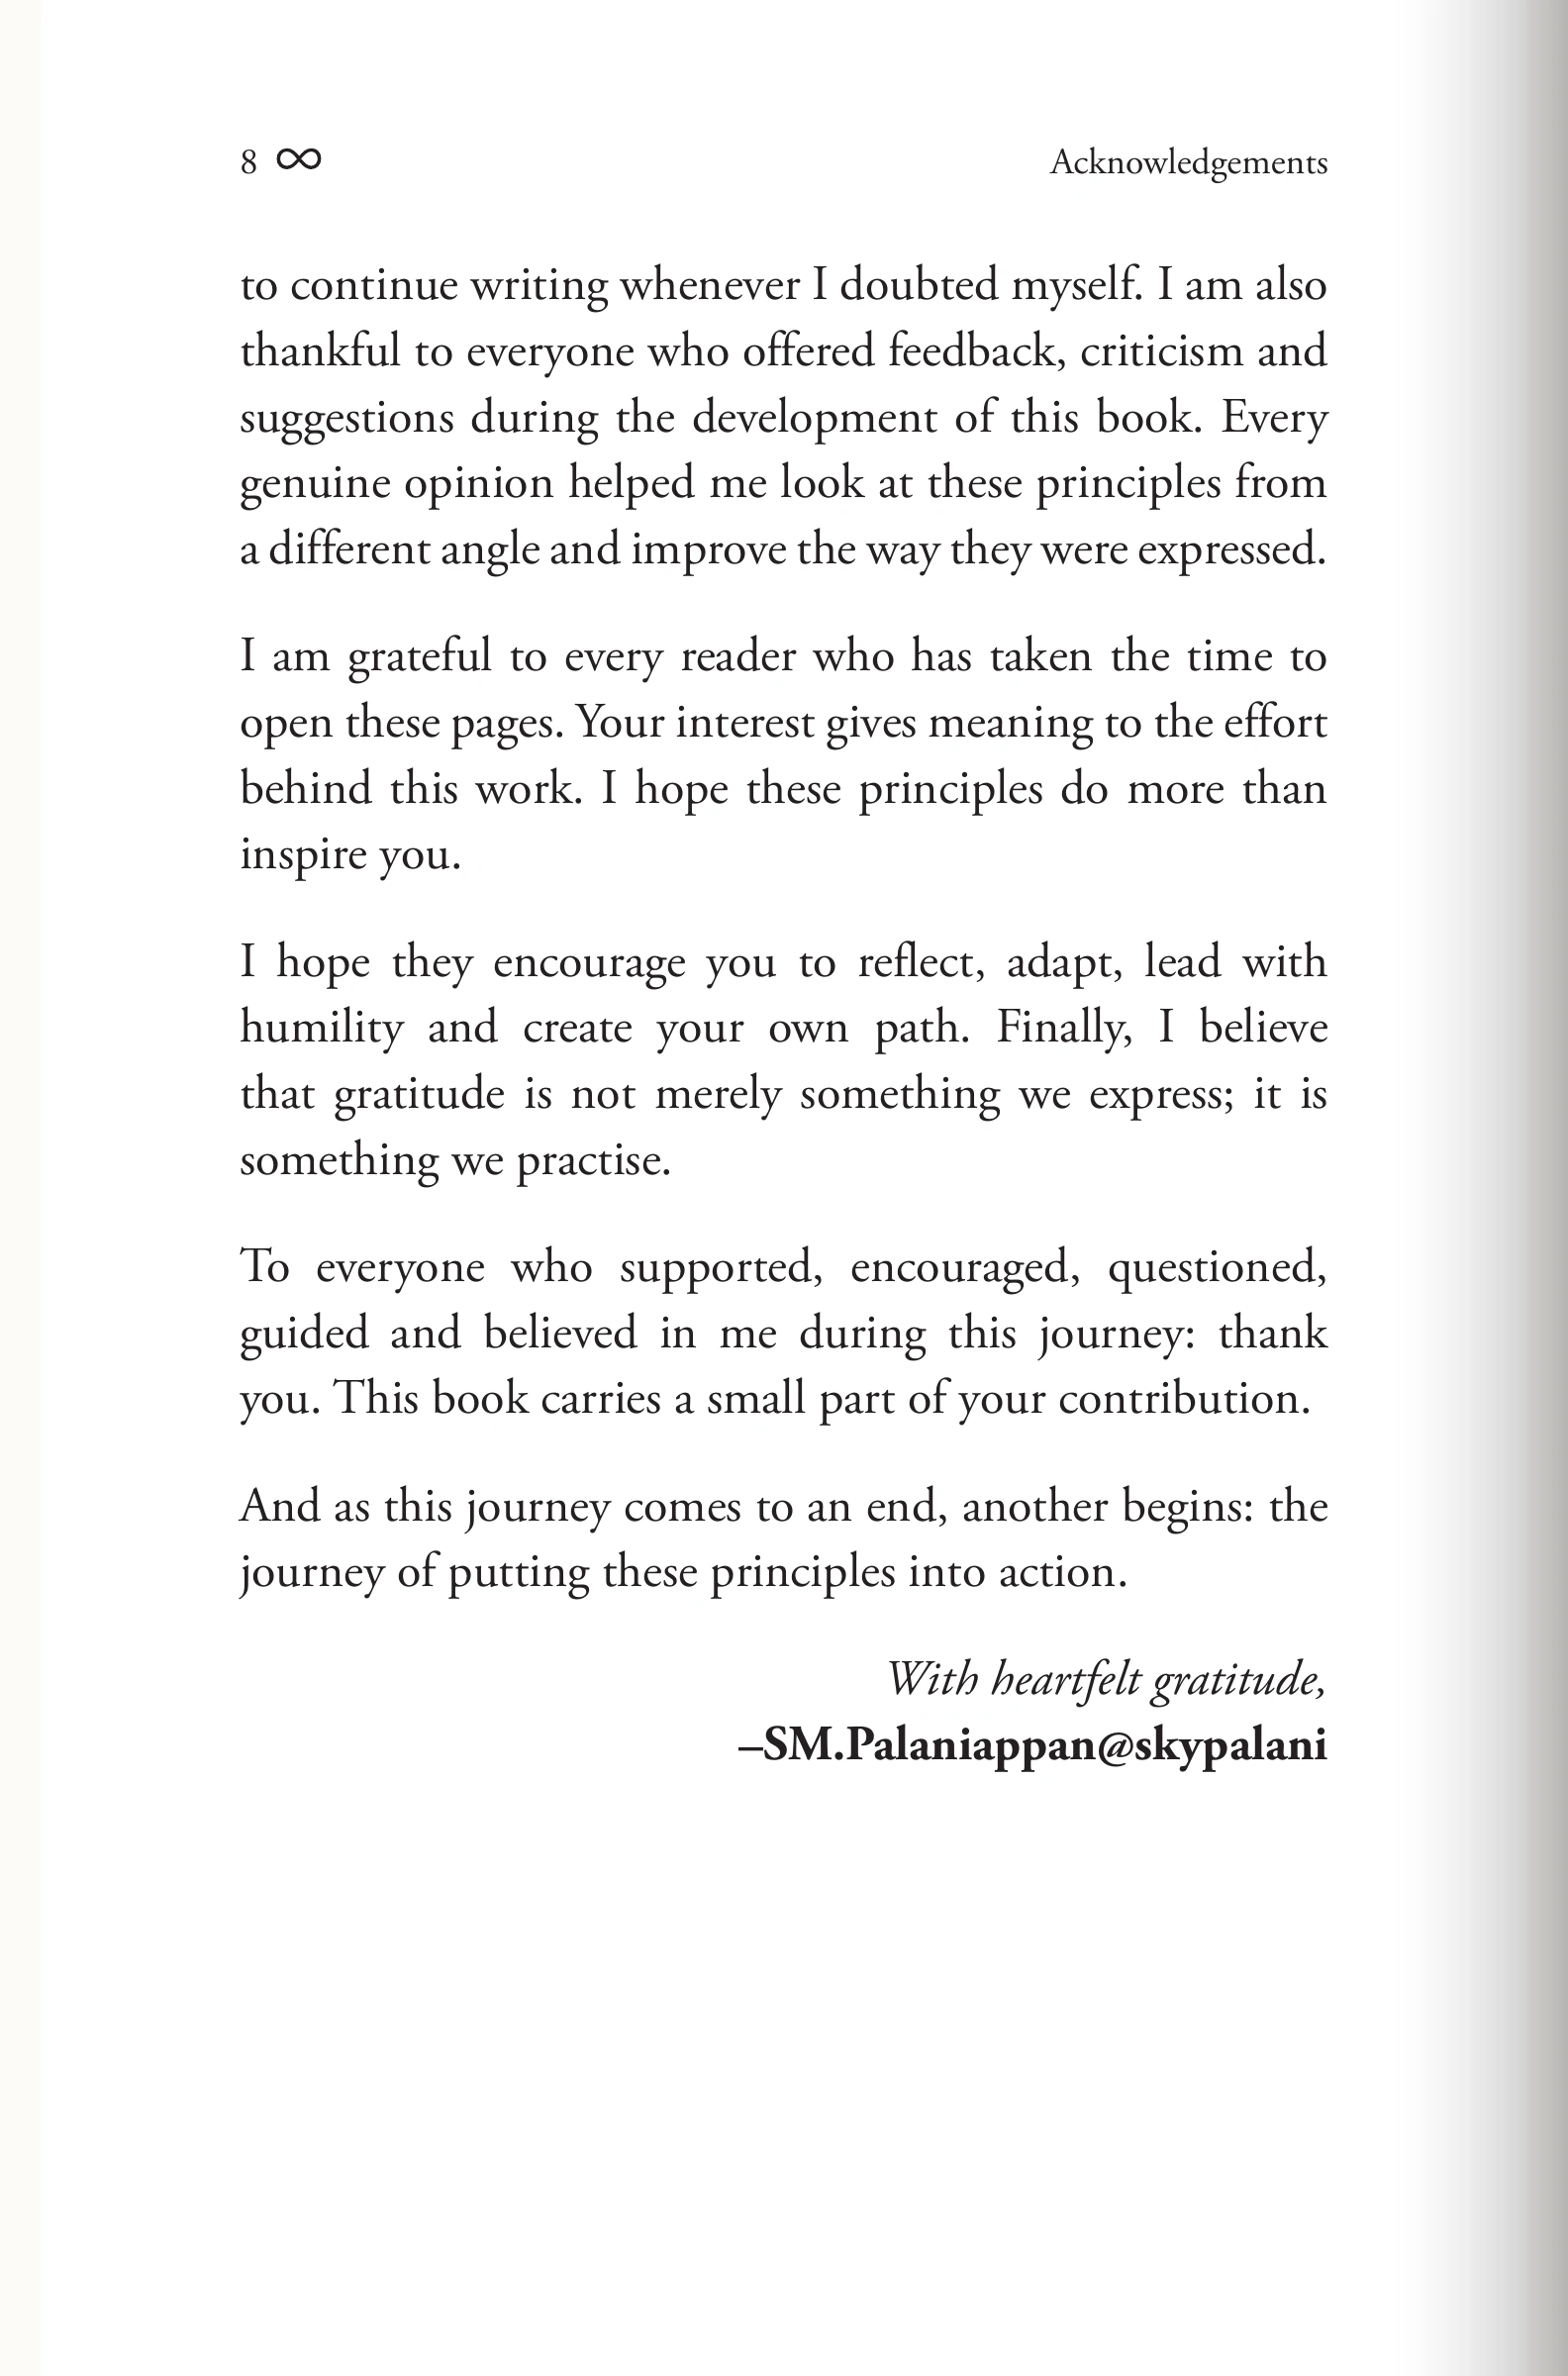 8 ∞ Acknowledgements
to continue writing whenever I doubted myself. I am also
thankful to everyone who offered feedback, criticism and
suggestions during the development of this book. Every
genuine opinion helped me look at these principles from
a different angle and improve the way they were expressed.
I am grateful to every reader who has taken the time to
open these pages. Your interest gives meaning to the effort
behind this work. I hope these principles do more than
inspire you.
I hope they encourage you to reflect, adapt, lead with
humility and create your own path. Finally, I believe
that gratitude is not merely something we express; it is
something we practise.
To everyone who supported, encouraged, questioned,
guided and believed in me during this journey: thank
you. This book carries a small part of your contribution.
And as this journey comes to an end, another begins: the
journey of putting these principles into action.
With heartfelt gratitude,
–SM.Palaniappan@skypalani